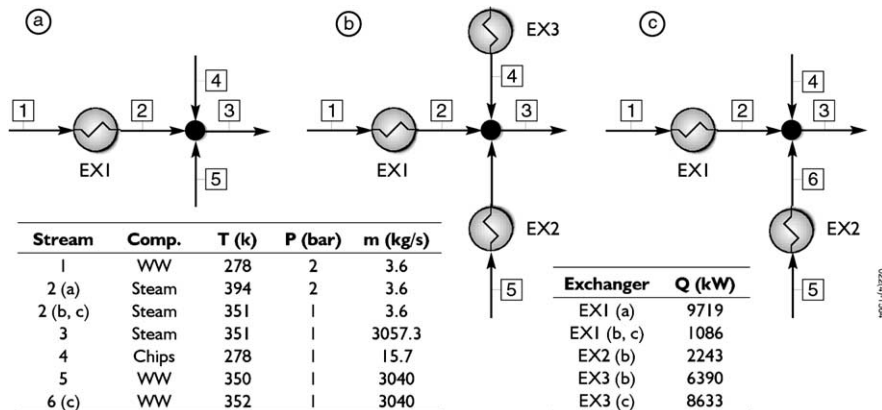 a
b
c
EX3
4
4
4
1
2
3
1
2
3
1
2
3
EX1
EX1
EX1
5
6
EX2
EX2
5
5
Stream Comp. T (k) P (bar) m (kg/s)
1 WW 278 2 3.6
2 (a) Steam 394 2 3.6
2 (b, c) Steam 351 1 3.6
3 Steam 351 1 3057.3
4 Chips 278 1 15.7
5 WW 350 1 3040
6 (c) WW 352 1 3040
Exchanger Q (kW)
EX1 (a) 9719
EX1 (b, c) 1086
EX2 (b) 2243
EX3 (b) 6390
EX3 (c) 8633